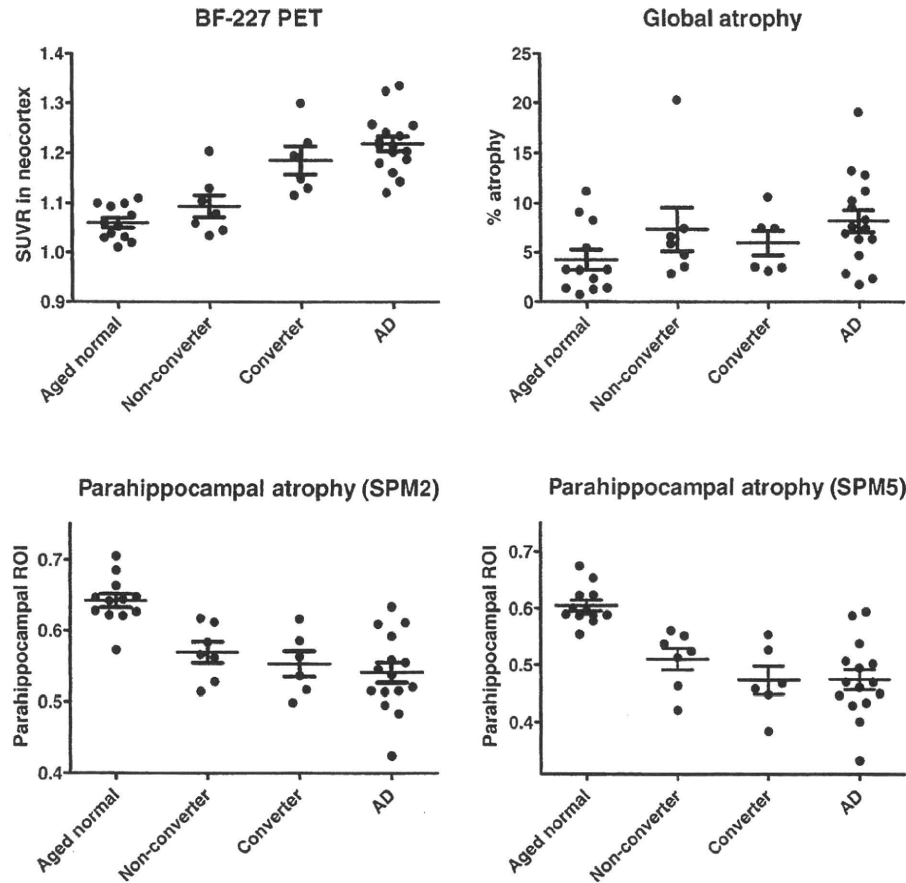 BF-227 PET
SUVR in neocortex
1.4
1.3
1.2
1.1
1.0
0.9
Aged normal
Non-converter
Converter
AD
Global atrophy
% atrophy
25
20
15
10
5
0
Aged normal
Non-converter
Converter
AD
Parahippocampal atrophy (SPM2)
Parahippocampal ROI
0.7
0.6
0.5
0.4
Aged normal
Non-converter
Converter
AD
Parahippocampal atrophy (SPM5)
Parahippocampal ROI
0.7
0.6
0.5
0.4
Aged normal
Non-converter
Converter
AD